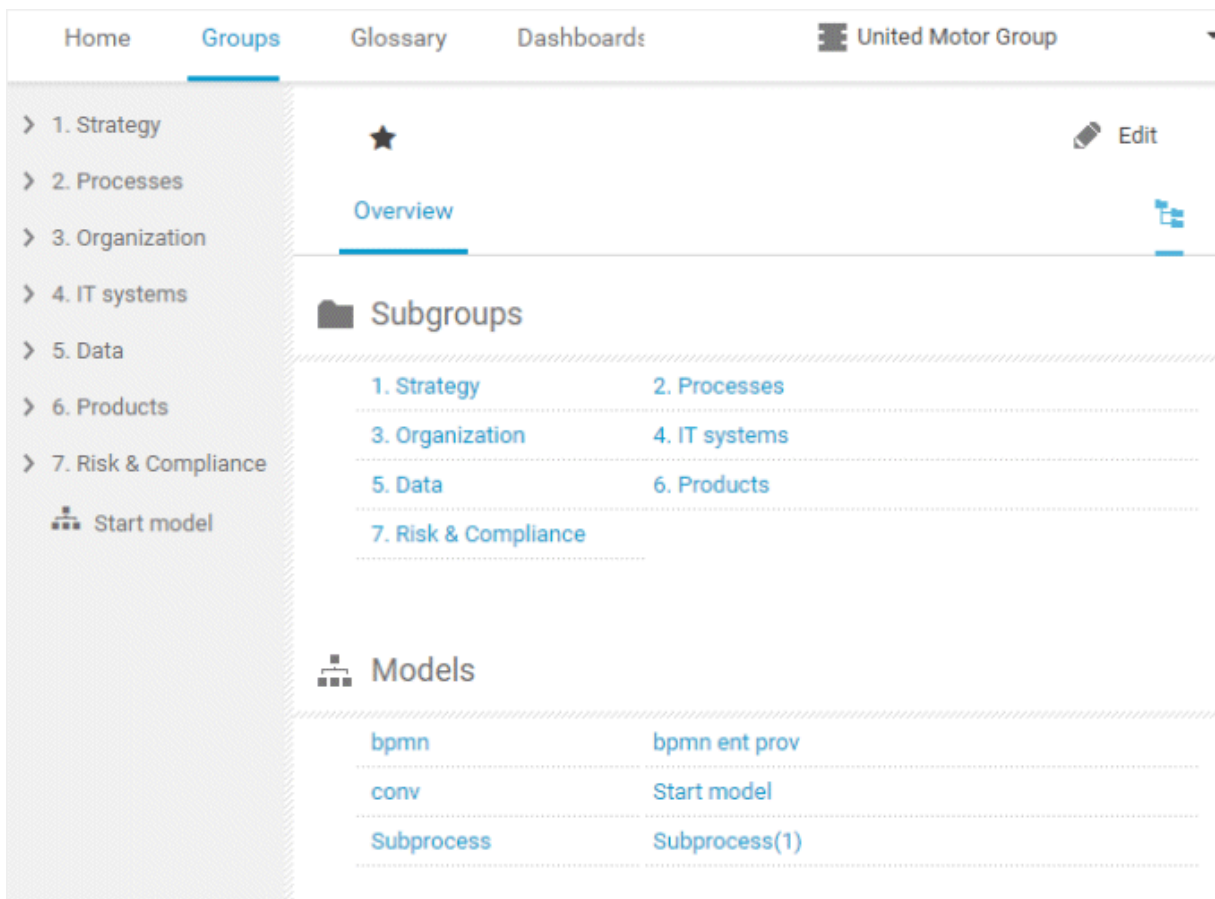 Home Groups Glossary Dashboards United Motor Group
1. Strategy
2. Processes
3. Organization
4. IT systems
5. Data
6. Products
7. Risk & Compliance
Start model
Edit
Overview
Subgroups
1. Strategy 2. Processes
3. Organization 4. IT systems
5. Data 6. Products
7. Risk & Compliance
Models
bpmn bpmn ent prov
conv Start model
Subprocess Subprocess(1)